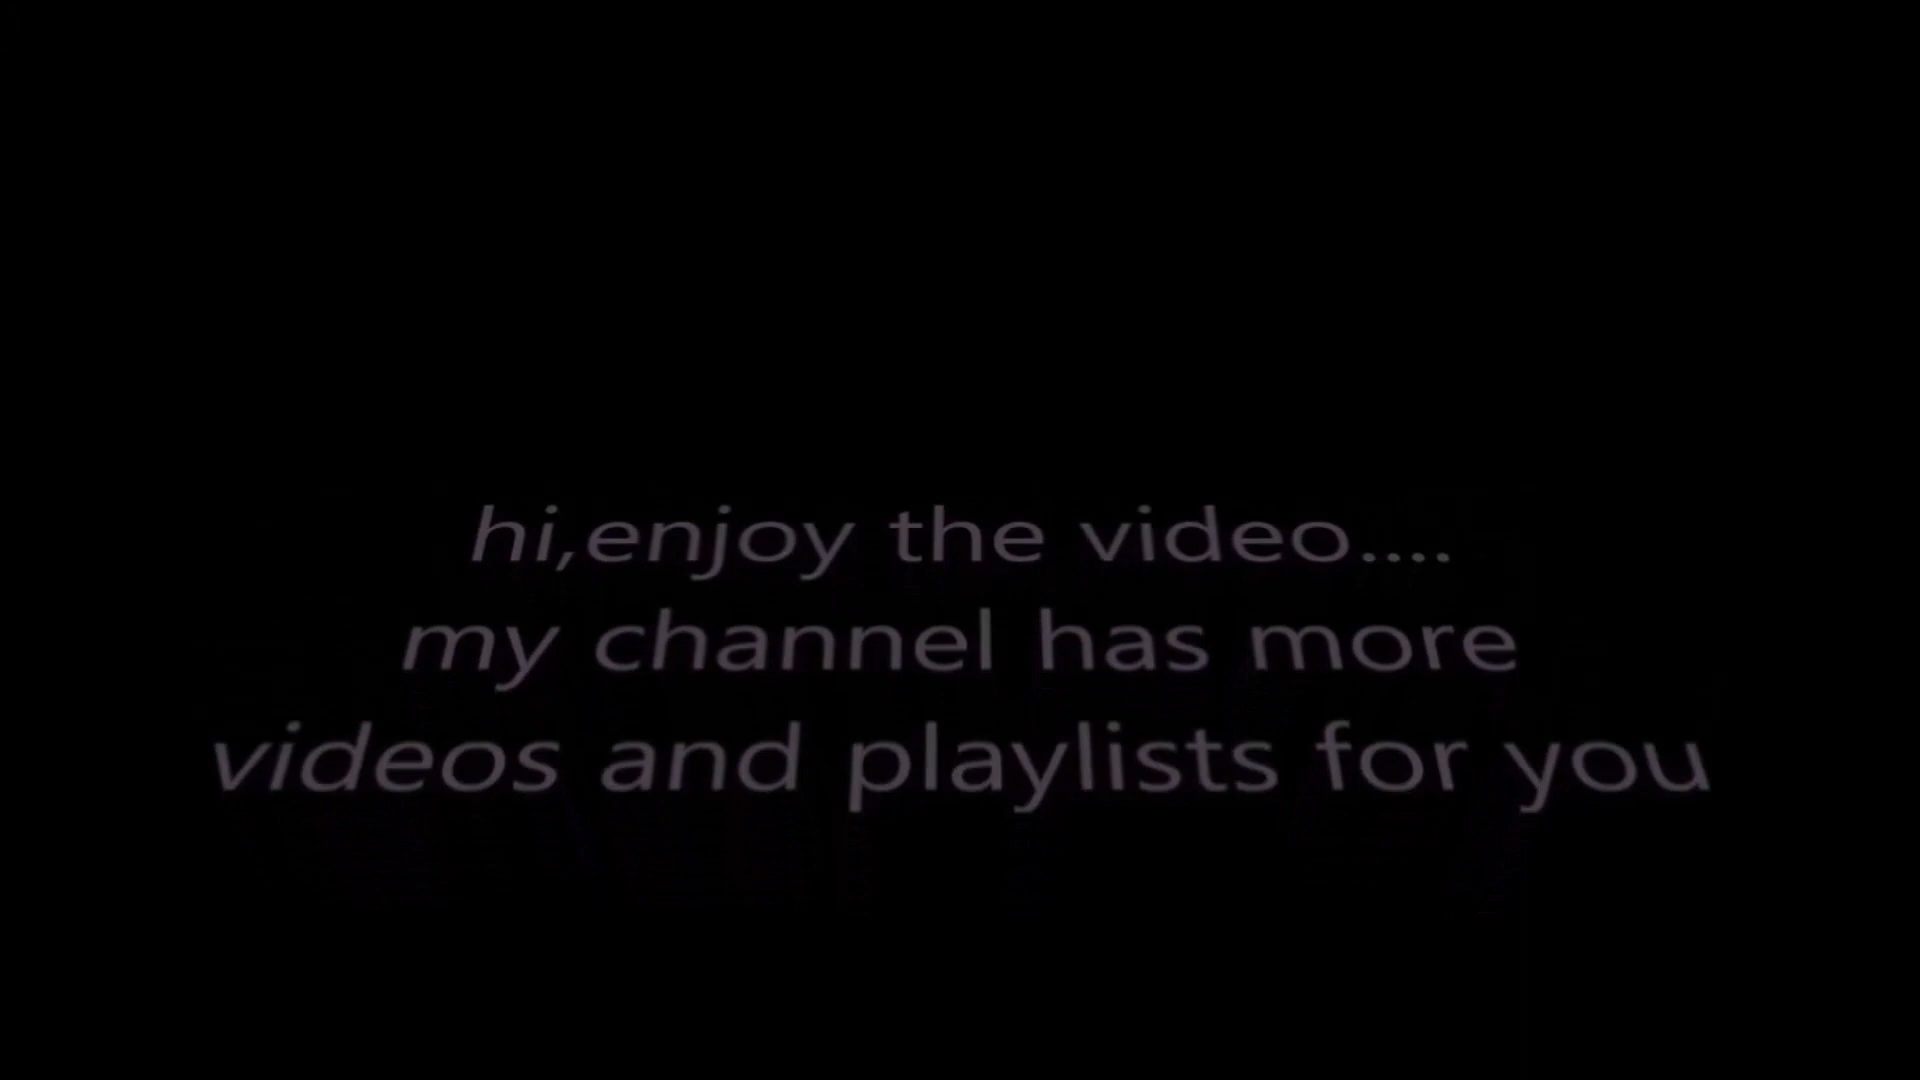 hi,enjoy the video....
my channel has more
videos and playlists for you